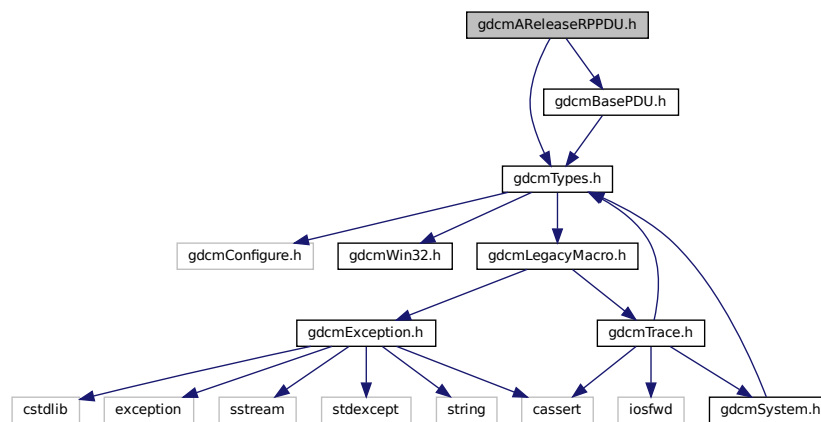 gdcmAReleaseRPPDU.h
gdcmBasePDU.h
gdcmTypes.h
gdcmConfigure.h
gdcmWin32.h
gdcmLegacyMacro.h
gdcmException.h
gdcmTrace.h
cstdlib
exception
sstream
stdexcept
string
cassert
iosfwd
gdcmSystem.h